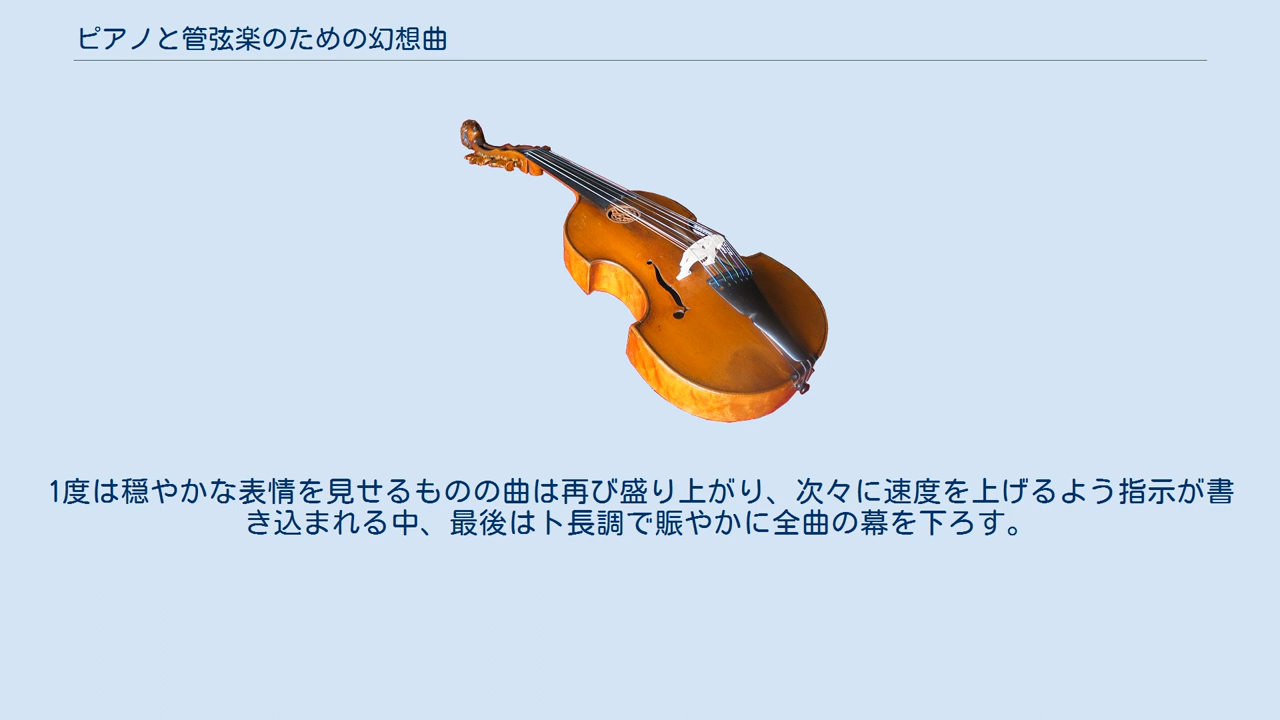 ピアノと管弦楽のための幻想曲
1度は穏やかな表情を見せるものの曲は再び盛り上がり、次々に速度を上げるよう指示が書
き込まれる中、最後はト長調で賑やかに全曲の幕を下ろす。